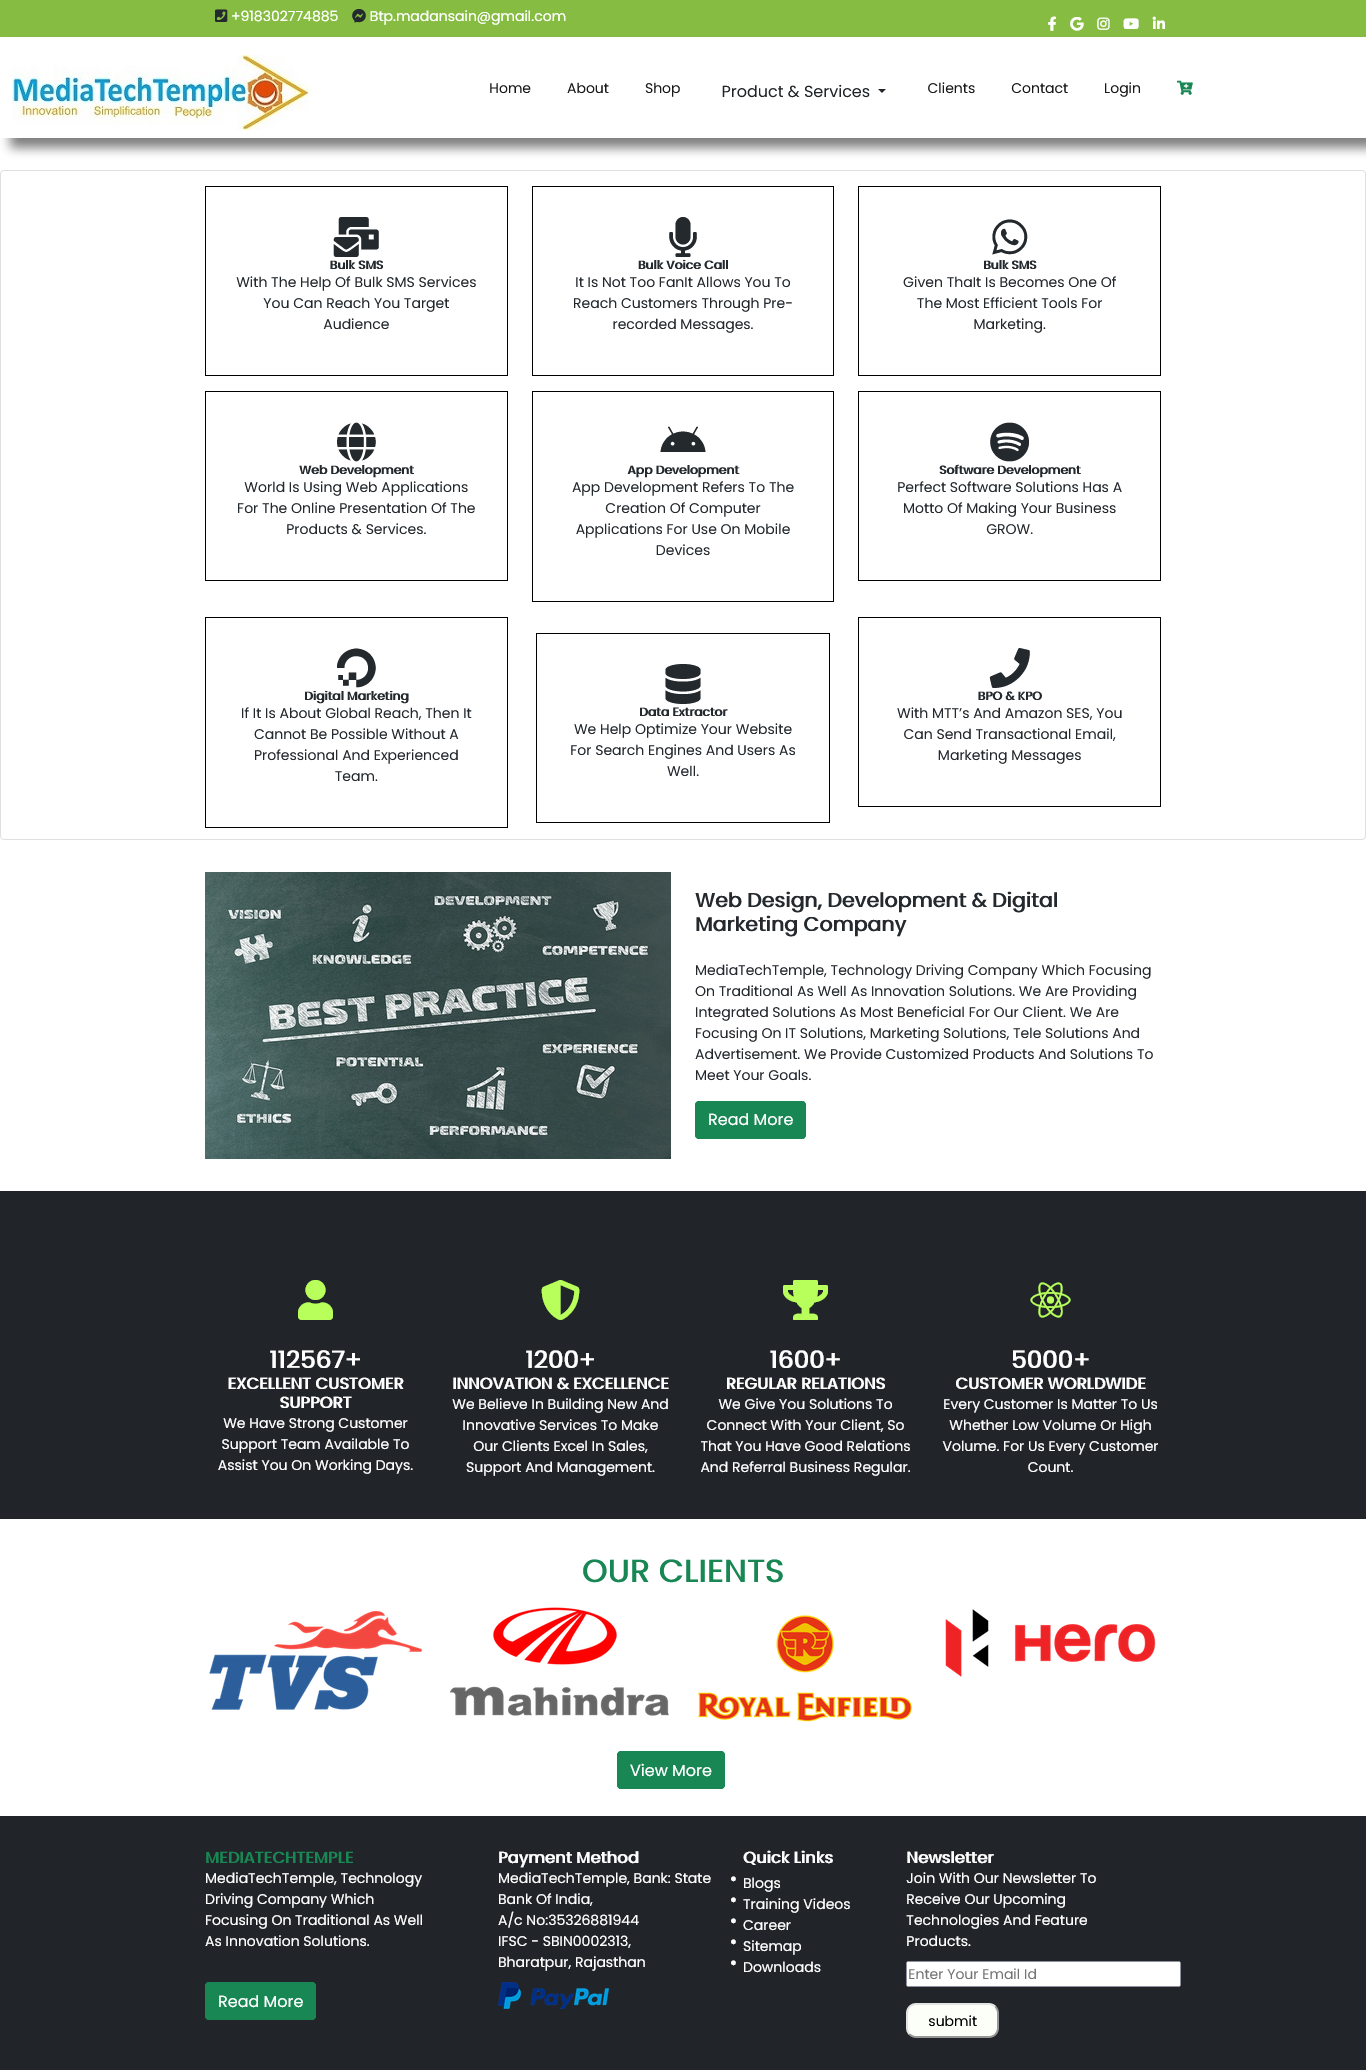 +918302774885 Btp.madansain@gmail.com
MediaTechTemple
Innovation Simplification People
Home About Shop Product & Services Clients Contact Login
Bulk SMS
With The Help Of Bulk SMS Services
You Can Reach You Target
Audience
Bulk Voice Call
It Is Not Too FanIt Allows You To
Reach Customers Through Pre-
recorded Messages.
Bulk SMS
Given ThaIt Is Becomes One Of
The Most Efficient Tools For
Marketing.
Web Development
World Is Using Web Applications
For The Online Presentation Of The
Products & Services.
App Development
App Development Refers To The
Creation Of Computer
Applications For Use On Mobile
Devices
Software Development
Perfect Software Solutions Has A
Motto Of Making Your Business
GROW.
Digital Marketing
If It Is About Global Reach, Then It
Cannot Be Possible Without A
Professional And Experienced
Team.
Data Extractor
We Help Optimize Your Website
For Search Engines And Users As
Well.
BPO & KPO
With MTT's And Amazon SES, You
Can Send Transactional Email,
Marketing Messages
VISION
KNOWLEDGE
DEVELOPMENT
COMPETENCE
BEST PRACTICE
ETHICS
POTENTIAL
PERFORMANCE
EXPERIENCE
Web Design, Development & Digital
Marketing Company
MediaTechTemple, Technology Driving Company Which Focusing
On Traditional As Well As Innovation Solutions. We Are Providing
Integrated Solutions As Most Beneficial For Our Client. We Are
Focusing On IT Solutions, Marketing Solutions, Tele Solutions And
Advertisement. We Provide Customized Products And Solutions To
Meet Your Goals.
Read More
112567+
EXCELLENT CUSTOMER
SUPPORT
We Have Strong Customer
Support Team Available To
Assist You On Working Days.
1200+
INNOVATION & EXCELLENCE
We Believe In Building New And
Innovative Services To Make
Our Clients Excel In Sales,
Support And Management.
1600+
REGULAR RELATIONS
We Give You Solutions To
Connect With Your Client, So
That You Have Good Relations
And Referral Business Regular.
5000+
CUSTOMER WORLDWIDE
Every Customer Is Matter To Us
Whether Low Volume Or High
Volume. For Us Every Customer
Count.
OUR CLIENTS
TVS
mahindra
R
ROYAL ENFIELD
Hero
View More
MEDIATECHTEMPLE
MediaTechTemple, Technology
Driving Company Which
Focusing On Traditional As Well
As Innovation Solutions.
Read More
Payment Method
MediaTechTemple, Bank: State
Bank Of India,
A/c No:35326881944
IFSC - SBIN0002313,
Bharatpur, Rajasthan
PayPal
Quick Links
• Blogs
• Training Videos
• Career
• Sitemap
• Downloads
Newsletter
Join With Our Newsletter To
Receive Our Upcoming
Technologies And Feature
Products.
Enter Your Email Id
submit